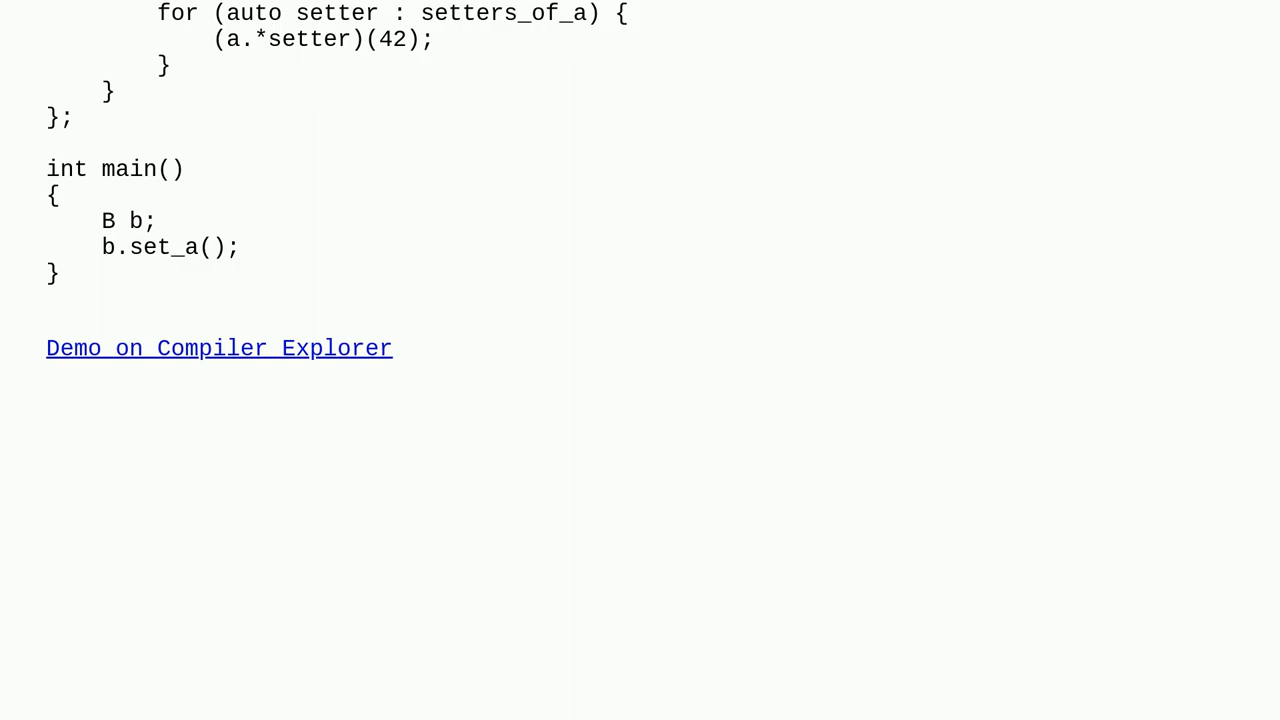 for (auto setter : setters_of_a) {
            (a.*setter)(42);
        }
    }
};

int main()
{
    B b;
    b.set_a();
}

Demo on Compiler Explorer